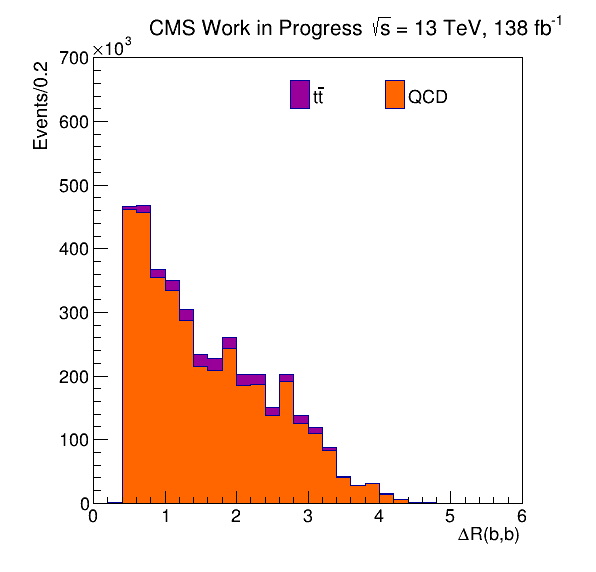 CMS Work in Progress √s = 13 TeV, 138 fb⁻¹
×10³
Events/0.2
tt̄ QCD
700
600
500
400
300
200
100
0
0 1 2 3 4 5 6
ΔR(b,b)